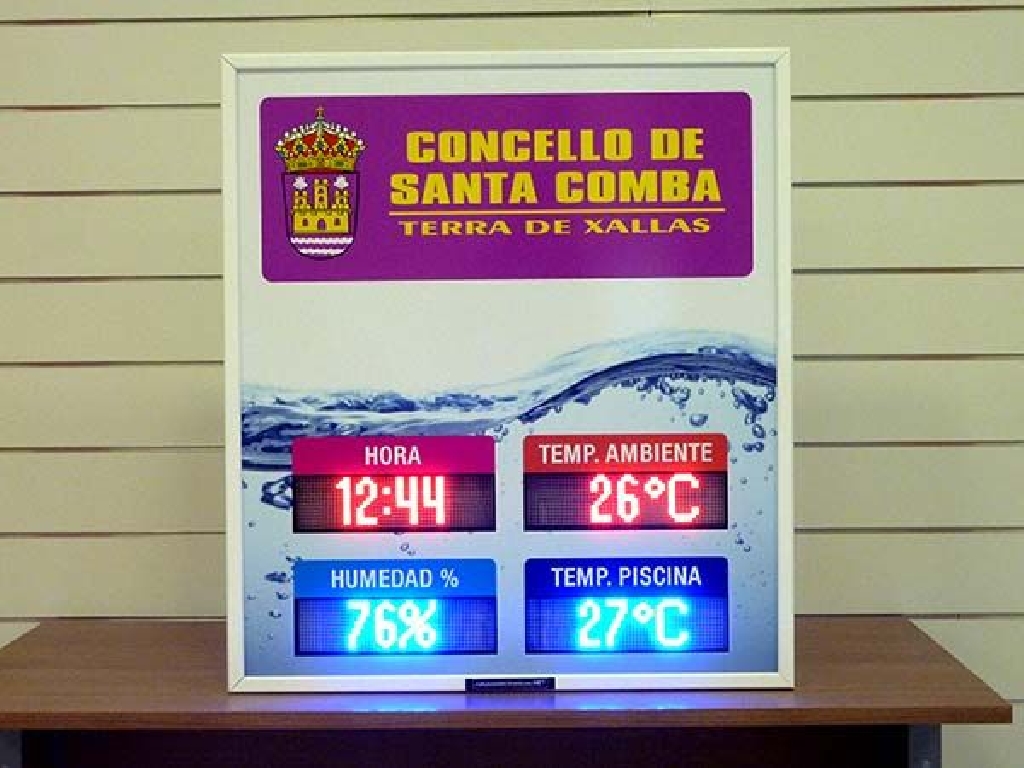 CONCELLO DE
SANTA COMBA
TERRA DE XALLAS
HORA
12:44
TEMP. AMBIENTE
26°C
HUMEDAD %
76%
TEMP. PISCINA
27°C